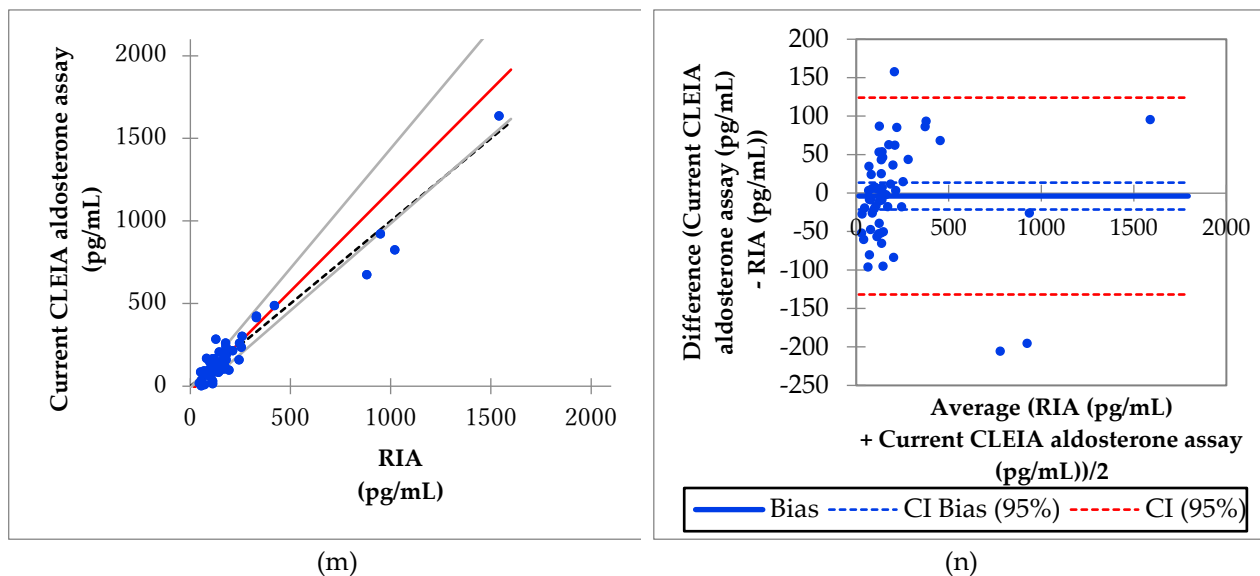 Current CLEIA aldosterone assay
(pg/mL)
2000
1500
1000
500
0
0 500 1000 1500 2000
RIA
(pg/mL)
(m)
Difference (Current CLEIA
aldosterone assay (pg/mL)
- RIA (pg/mL))
200
150
100
50
0
-50
-100
-150
-200
-250
0 500 1000 1500 2000
Average (RIA (pg/mL)
+ Current CLEIA aldosterone assay
(pg/mL))/2
Bias CI Bias (95%) CI (95%)
(n)